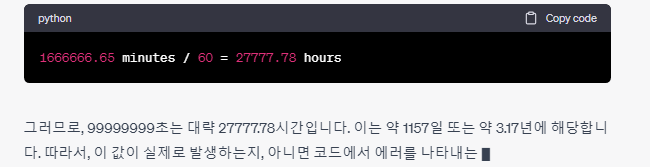 python
Copy code
1666666.65 minutes / 60 = 27777.78 hours
그러므로, 99999999초는 대략 27777.78시간입니다. 이는 약 1157일 또는 약 3.17년에 해당합니
다. 따라서, 이 값이 실제로 발생하는지, 아니면 코드에서 에러를 나타내는